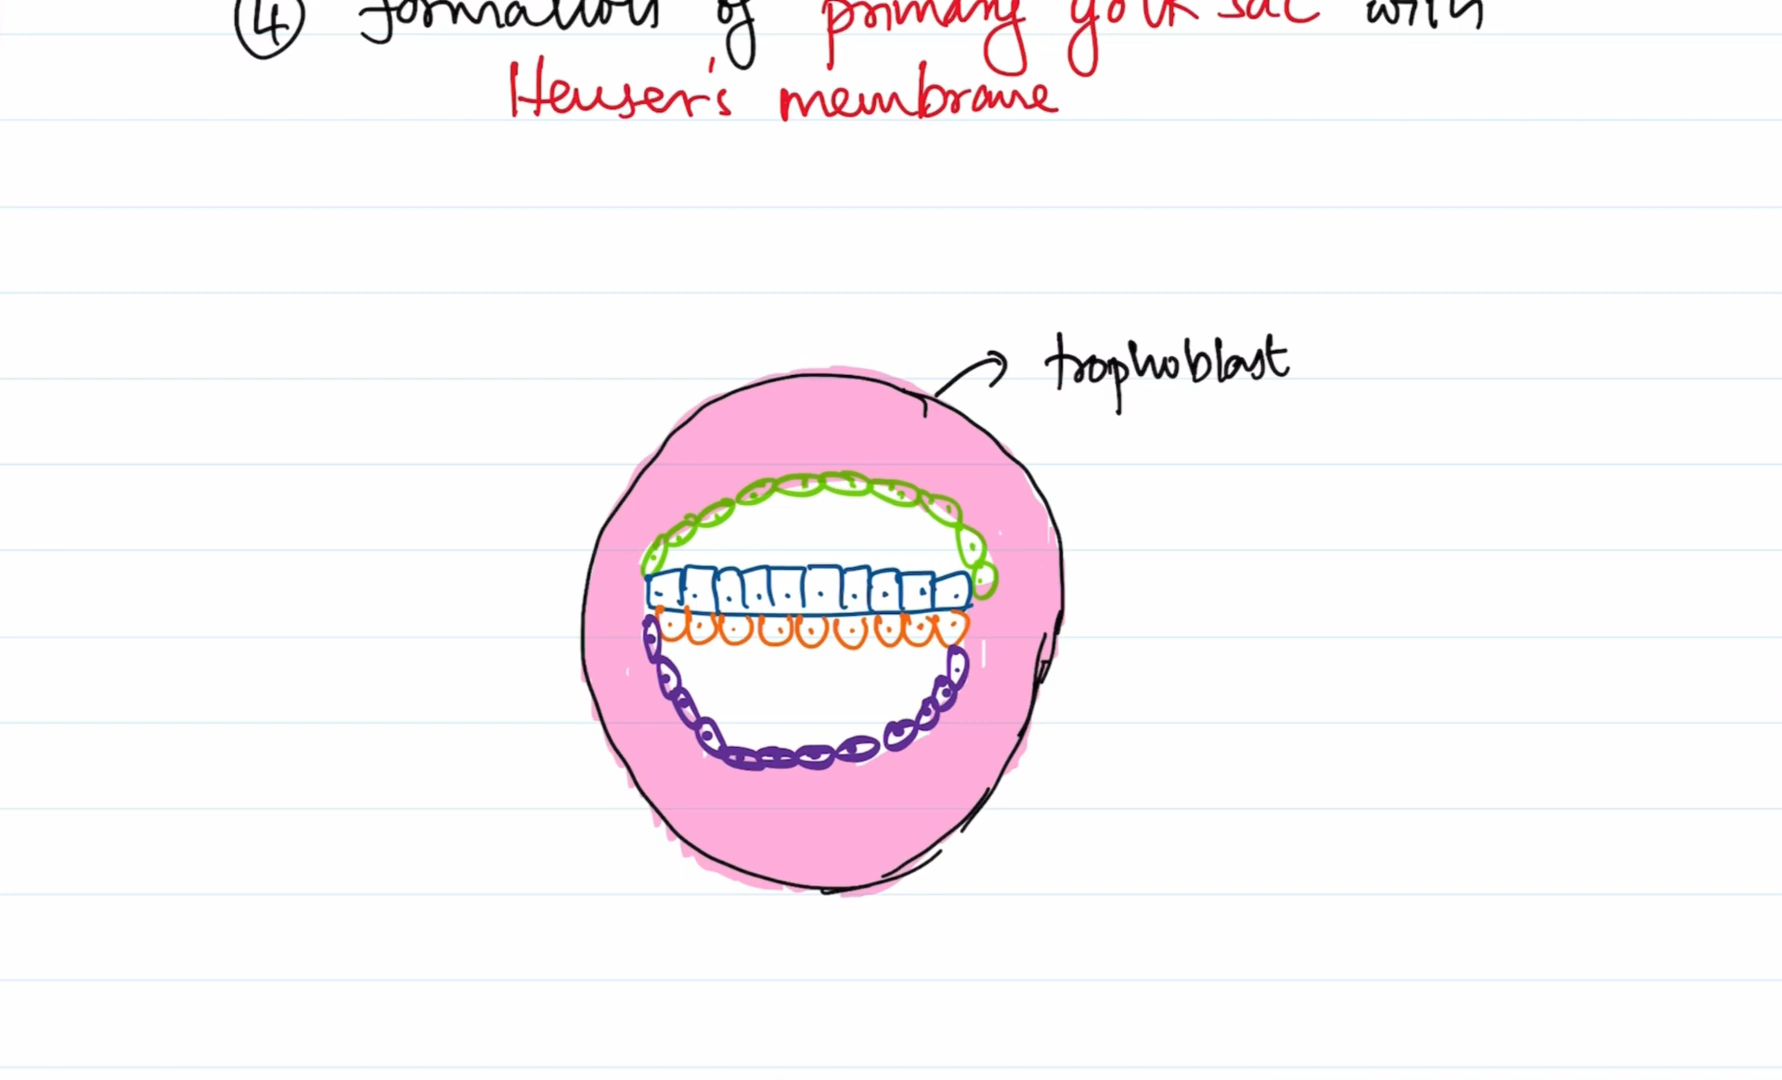 ④ formation of primary yolk sac with
Heuser's membrane
trophoblast